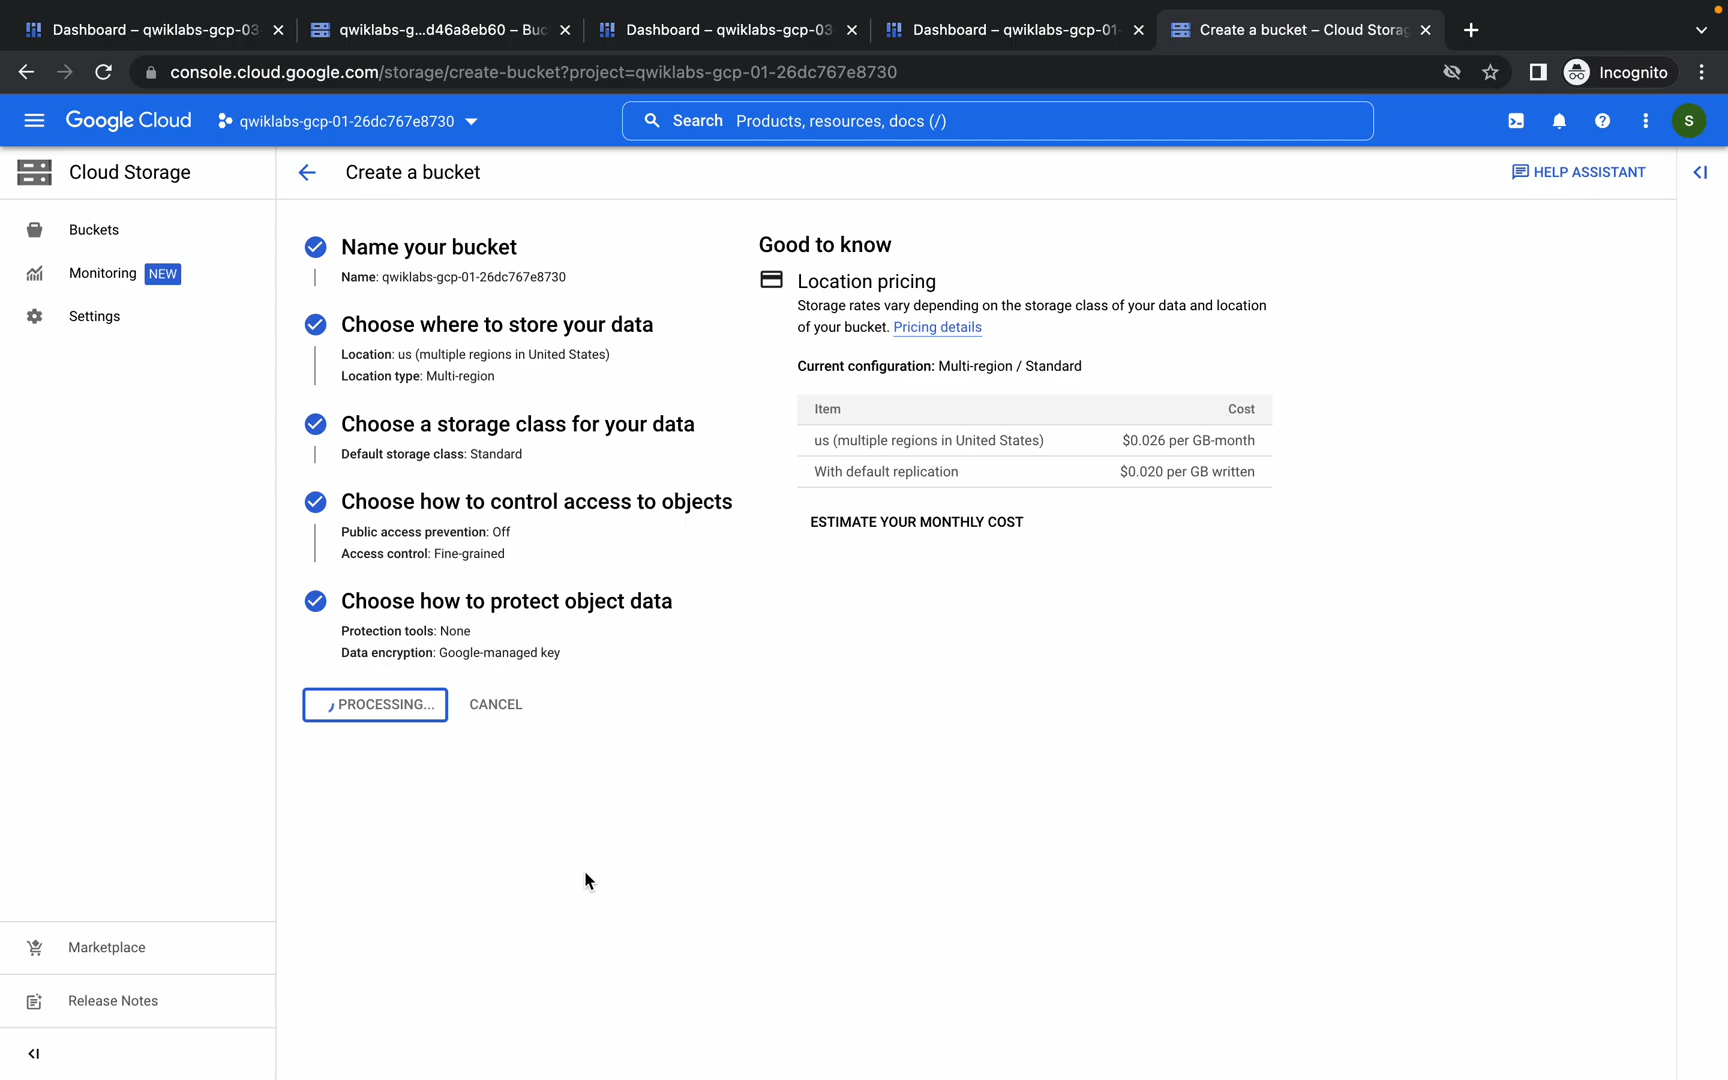 Dashboard – qwiklabs-gcp-03
qwiklabs-g...d46a8eb60 – Buc
Dashboard – qwiklabs-gcp-03
Dashboard – qwiklabs-gcp-01-
Create a bucket – Cloud Storag
console.cloud.google.com/storage/create-bucket?project=qwiklabs-gcp-01-26dc767e8730
Incognito
Google Cloud
qwiklabs-gcp-01-26dc767e8730
Search Products, resources, docs (/)
S
Cloud Storage
Create a bucket
HELP ASSISTANT
Buckets
Monitoring NEW
Settings
Name your bucket
Name: qwiklabs-gcp-01-26dc767e8730
Choose where to store your data
Location: us (multiple regions in United States)
Location type: Multi-region
Choose a storage class for your data
Default storage class: Standard
Choose how to control access to objects
Public access prevention: Off
Access control: Fine-grained
Choose how to protect object data
Protection tools: None
Data encryption: Google-managed key
PROCESSING... CANCEL
Good to know
Location pricing
Storage rates vary depending on the storage class of your data and location
of your bucket. Pricing details
Current configuration: Multi-region / Standard
Item Cost
us (multiple regions in United States) $0.026 per GB-month
With default replication $0.020 per GB written
ESTIMATE YOUR MONTHLY COST
Marketplace
Release Notes